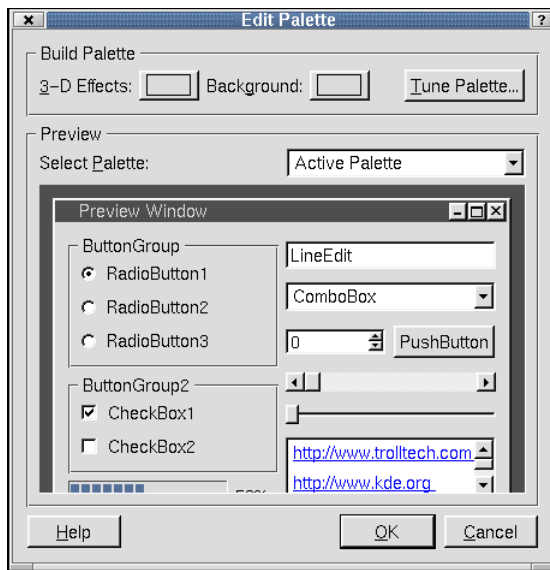 Edit Palette
?
Build Palette
3-D Effects:
Background:
Tune Palette...
Preview
Select Palette:
Active Palette
Preview Window
ButtonGroup
RadioButton1
RadioButton2
RadioButton3
LineEdit
ComboBox
0
PushButton
ButtonGroup2
CheckBox1
CheckBox2
http://www.trolltech.com
http://www.kde.org
Help
OK
Cancel